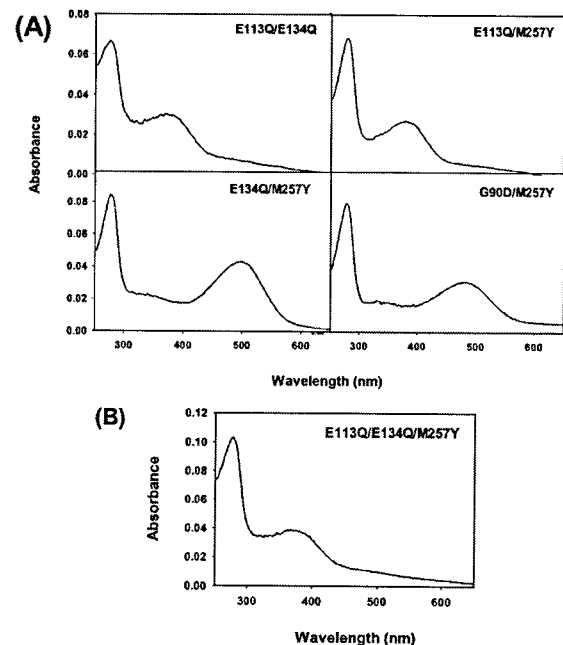 (A)
E113Q/E134Q
E113Q/M257Y
0.08
0.06
0.04
0.02
0.00
E134Q/M257Y
G90D/M257Y
0.08
0.06
0.04
0.02
0.00
Absorbance
300 400 500 600
300 400 500 600
Wavelength (nm)
(B)
E113Q/E134Q/M257Y
0.12
0.10
0.08
0.06
0.04
0.02
0.00
Absorbance
300 400 500 600
Wavelength (nm)